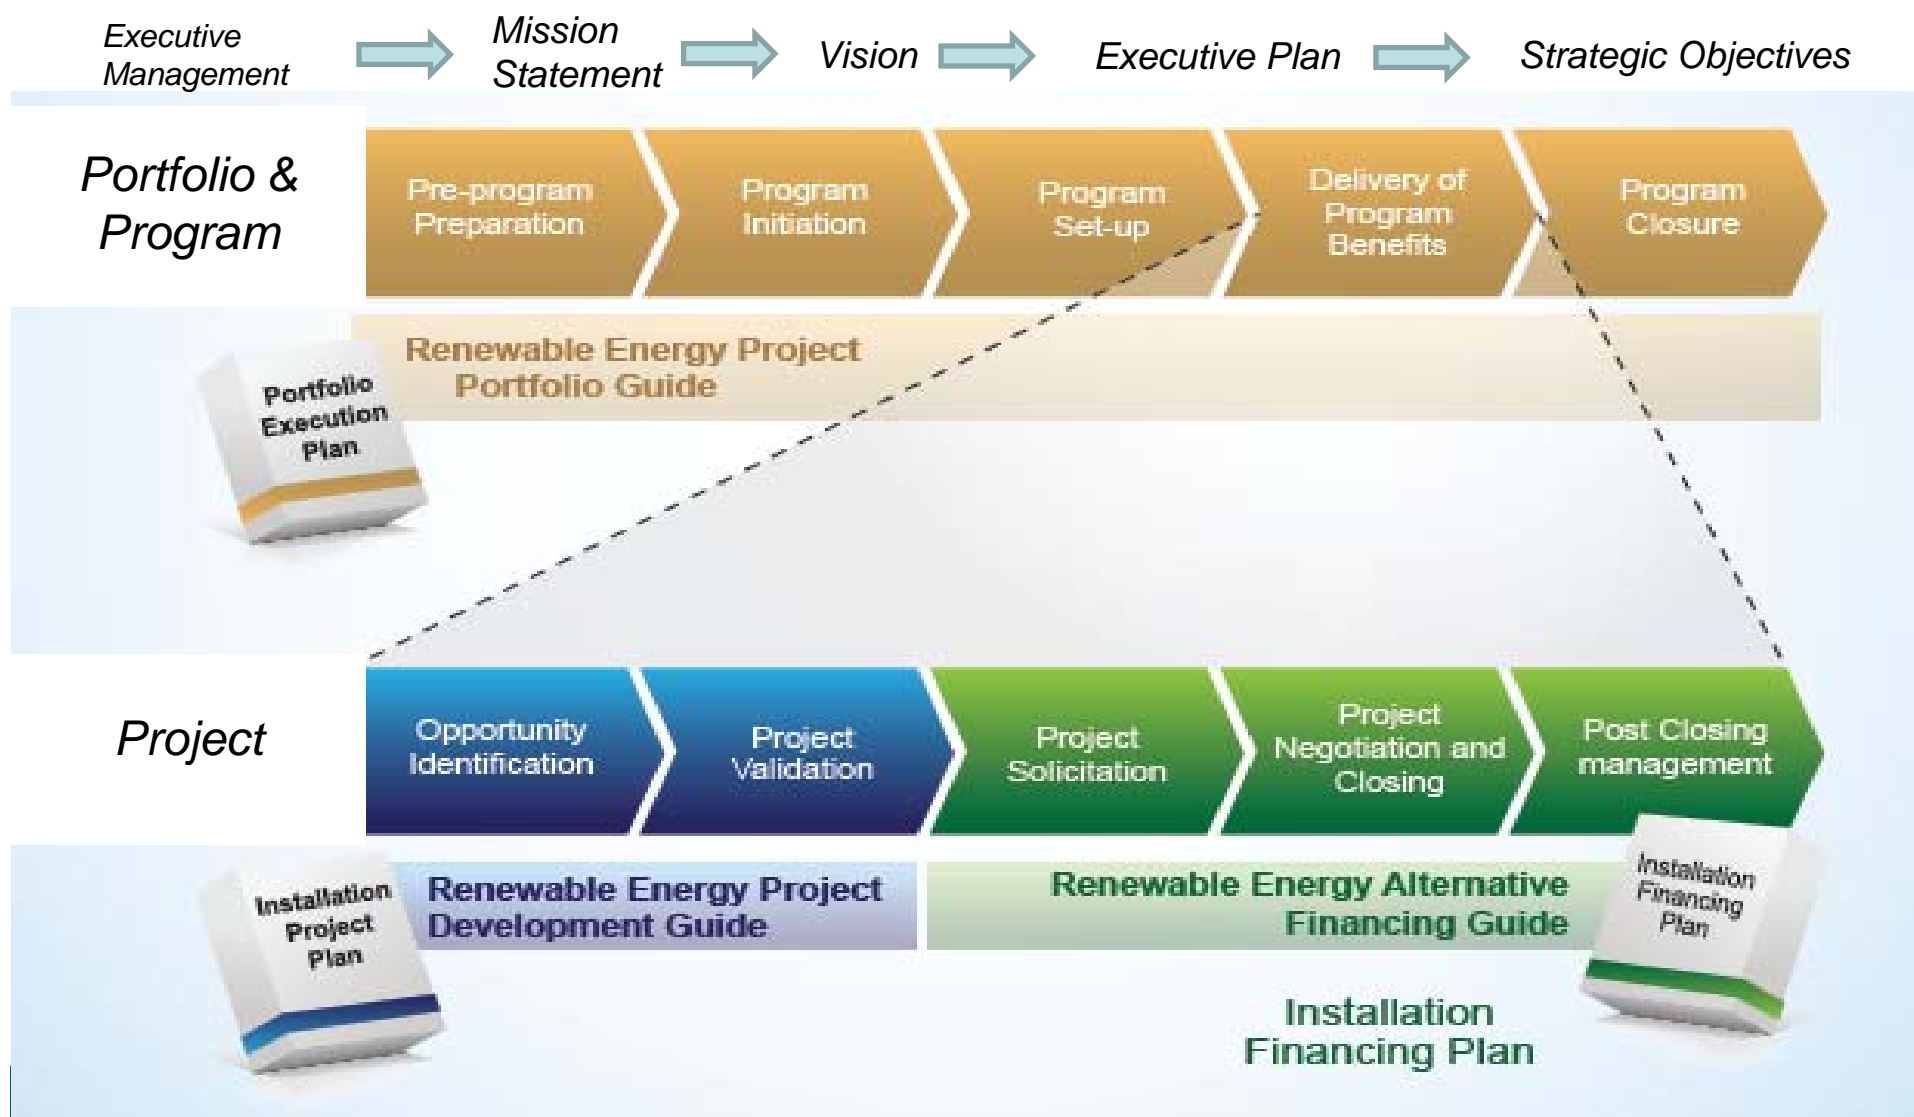 Executive
Management
Mission
Statement
Vision
Executive Plan
Strategic Objectives
Portfolio &
Program
Pre-program
Preparation
Program
Initiation
Program
Set-up
Delivery of
Program
Benefits
Program
Closure
Renewable Energy Project
Portfolio Guide
Portfolio
Execution
Plan
Project
Opportunity
Identification
Project
Validation
Project
Solicitation
Project
Negotiation and
Closing
Post Closing
management
Installation
Project
Plan
Renewable Energy Project
Development Guide
Renewable Energy Alternative
Financing Guide
Installation
Financing
Plan
Installation
Financing Plan